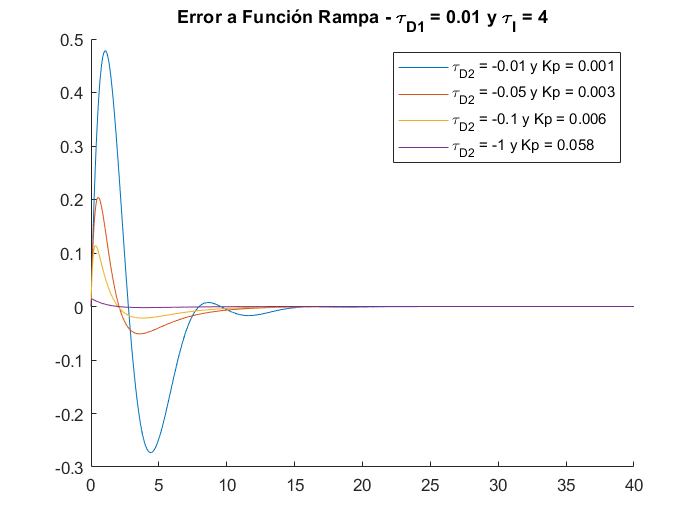 Error a Función Rampa - τD1 = 0.01 y τI = 4
τD2 = -0.01 y Kp = 0.001
τD2 = -0.05 y Kp = 0.003
τD2 = -0.1 y Kp = 0.006
τD2 = -1 y Kp = 0.058
0.5
0.4
0.3
0.2
0.1
0
-0.1
-0.2
-0.3
0 5 10 15 20 25 30 35 40